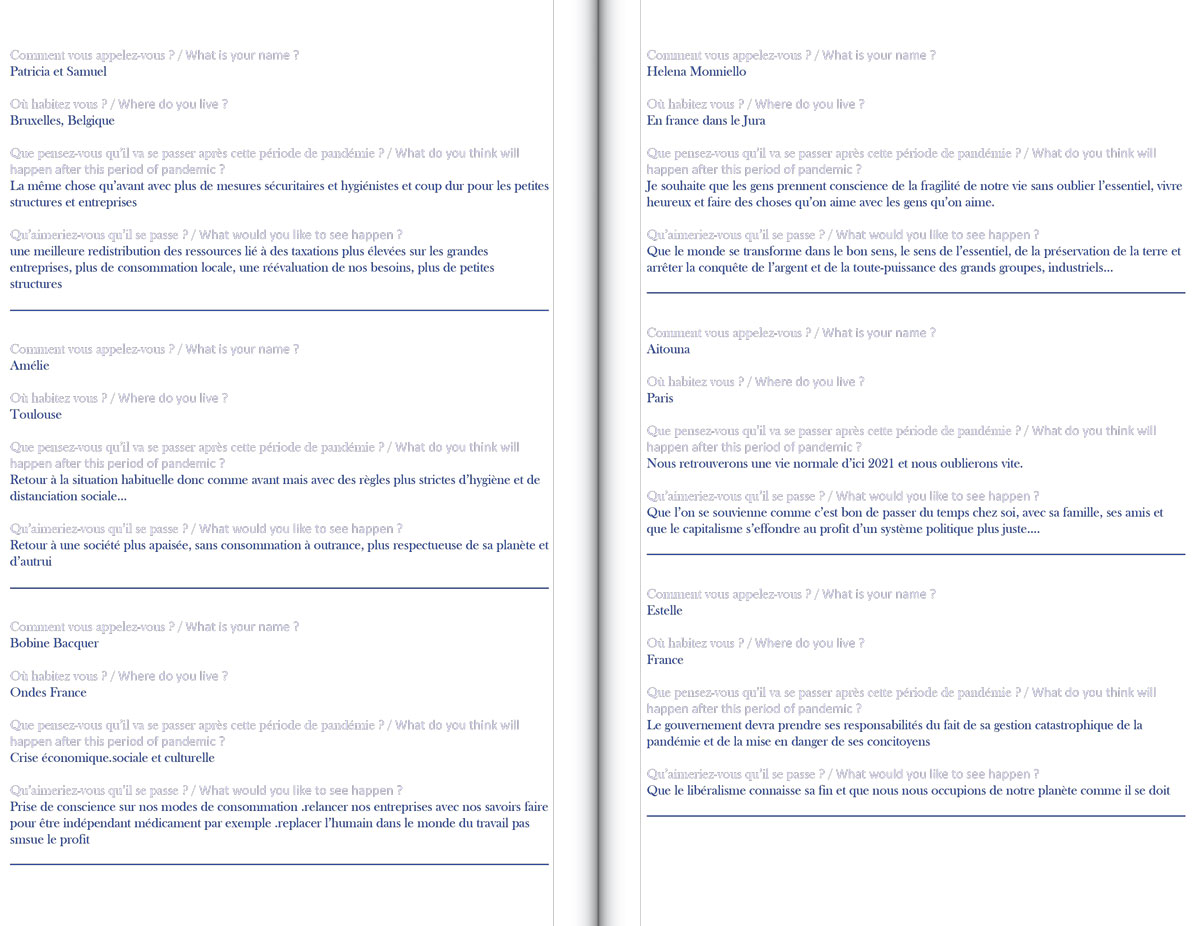 Comment vous appelez-vous ? / What is your name ?
Patricia et Samuel
Où habitez vous ? / Where do you live ?
Bruxelles, Belgique
Que pensez-vous qu’il va se passer après cette période de pandémie ? / What do you think will
happen after this period of pandemic ?
La même chose qu’avant avec plus de mesures sécuritaires et hygiénistes et coup dur pour les petites
structures et entreprises
Qu’aimeriez-vous qu’il se passe ? / What would you like to see happen ?
une meilleure redistribution des ressources lié à des taxations plus élevées sur les grandes
entreprises, plus de consommation locale, une réévaluation de nos besoins, plus de petites
structures
Comment vous appelez-vous ? / What is your name ?
Amélie
Où habitez vous ? / Where do you live ?
Toulouse
Que pensez-vous qu’il va se passer après cette période de pandémie ? / What do you think will
happen after this period of pandemic ?
Retour à la situation habituelle donc comme avant mais avec des règles plus strictes d’hygiène et de
distanciation sociale...
Qu’aimeriez-vous qu’il se passe ? / What would you like to see happen ?
Retour à une société plus apaisée, sans consommation à outrance, plus respectueuse de sa planète et
d’autrui
Comment vous appelez-vous ? / What is your name ?
Bobine Bacquer
Où habitez vous ? / Where do you live ?
Ondes France
Que pensez-vous qu’il va se passer après cette période de pandémie ? / What do you think will
happen after this period of pandemic ?
Crise économique.sociale et culturelle
Qu’aimeriez-vous qu’il se passe ? / What would you like to see happen ?
Prise de conscience sur nos modes de consommation .relancer nos entreprises avec nos savoirs faire
pour être indépendant médicament par exemple .replacer l’humain dans le monde du travail pas
smsue le profit
Comment vous appelez-vous ? / What is your name ?
Helena Monniello
Où habitez vous ? / Where do you live ?
En france dans le Jura
Que pensez-vous qu’il va se passer après cette période de pandémie ? / What do you think will
happen after this period of pandemic ?
Je souhaite que les gens prennent conscience de la fragilité de notre vie sans oublier l’essentiel, vivre
heureux et faire des choses qu’on aime avec les gens qu’on aime.
Qu’aimeriez-vous qu’il se passe ? / What would you like to see happen ?
Que le monde se transforme dans le bon sens, le sens de l’essentiel, de la préservation de la terre et
arrêter la conquête de l’argent et de la toute-puissance des grands groupes, industriels...
Comment vous appelez-vous ? / What is your name ?
Aitouna
Où habitez vous ? / Where do you live ?
Paris
Que pensez-vous qu’il va se passer après cette période de pandémie ? / What do you think will
happen after this period of pandemic ?
Nous retrouverons une vie normale d’ici 2021 et nous oublierons vite.
Qu’aimeriez-vous qu’il se passe ? / What would you like to see happen ?
Que l’on se souvienne comme c’est bon de passer du temps chez soi, avec sa famille, ses amis et
que le capitalisme s’effondre au profit d’un système politique plus juste....
Comment vous appelez-vous ? / What is your name ?
Estelle
Où habitez vous ? / Where do you live ?
France
Que pensez-vous qu’il va se passer après cette période de pandémie ? / What do you think will
happen after this period of pandemic ?
Le gouvernement devra prendre ses responsabilités du fait de sa gestion catastrophique de la
pandémie et de la mise en danger de ses concitoyens
Qu’aimeriez-vous qu’il se passe ? / What would you like to see happen ?
Que le libéralisme connaisse sa fin et que nous nous occupions de notre planète comme il se doit